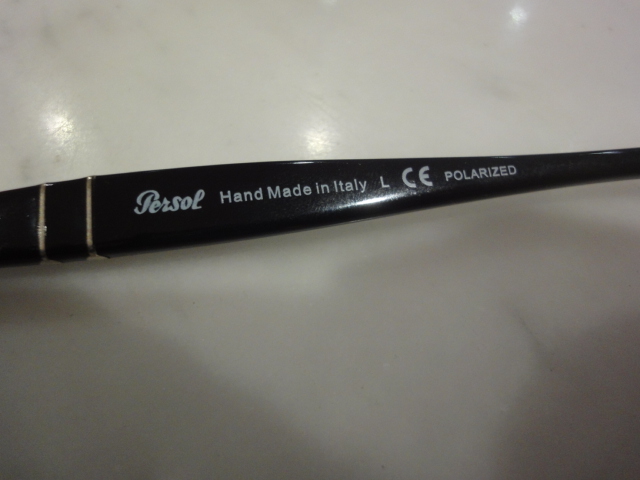 Persol Hand Made in Italy L CE POLARIZED